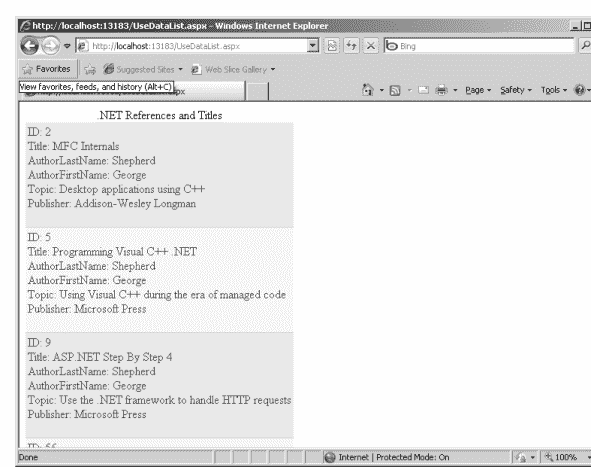 http://localhost:13183/UseDataList.aspx - Windows Internet Explorer
http://localhost:13183/UseDataList.aspx
Bing
Favorites
Suggested Sites
Web Slice Gallery
View favorites, feeds, and history (Alt+C)
Page
Safety
Tools
.NET References and Titles
ID: 2
Title: MFC Internals
AuthorLastName: Shepherd
AuthorFirstName: George
Topic: Desktop applications using C++
Publisher: Addison-Wesley Longman
ID: 5
Title: Programming Visual C++ .NET
AuthorLastName: Shepherd
AuthorFirstName: George
Topic: Using Visual C++ during the era of managed code
Publisher: Microsoft Press
ID: 9
Title: ASP.NET Step By Step 4
AuthorLastName: Shepherd
AuthorFirstName: George
Topic: Use the .NET framework to handle HTTP requests
Publisher: Microsoft Press
Done
Internet | Protected Mode: On
100%